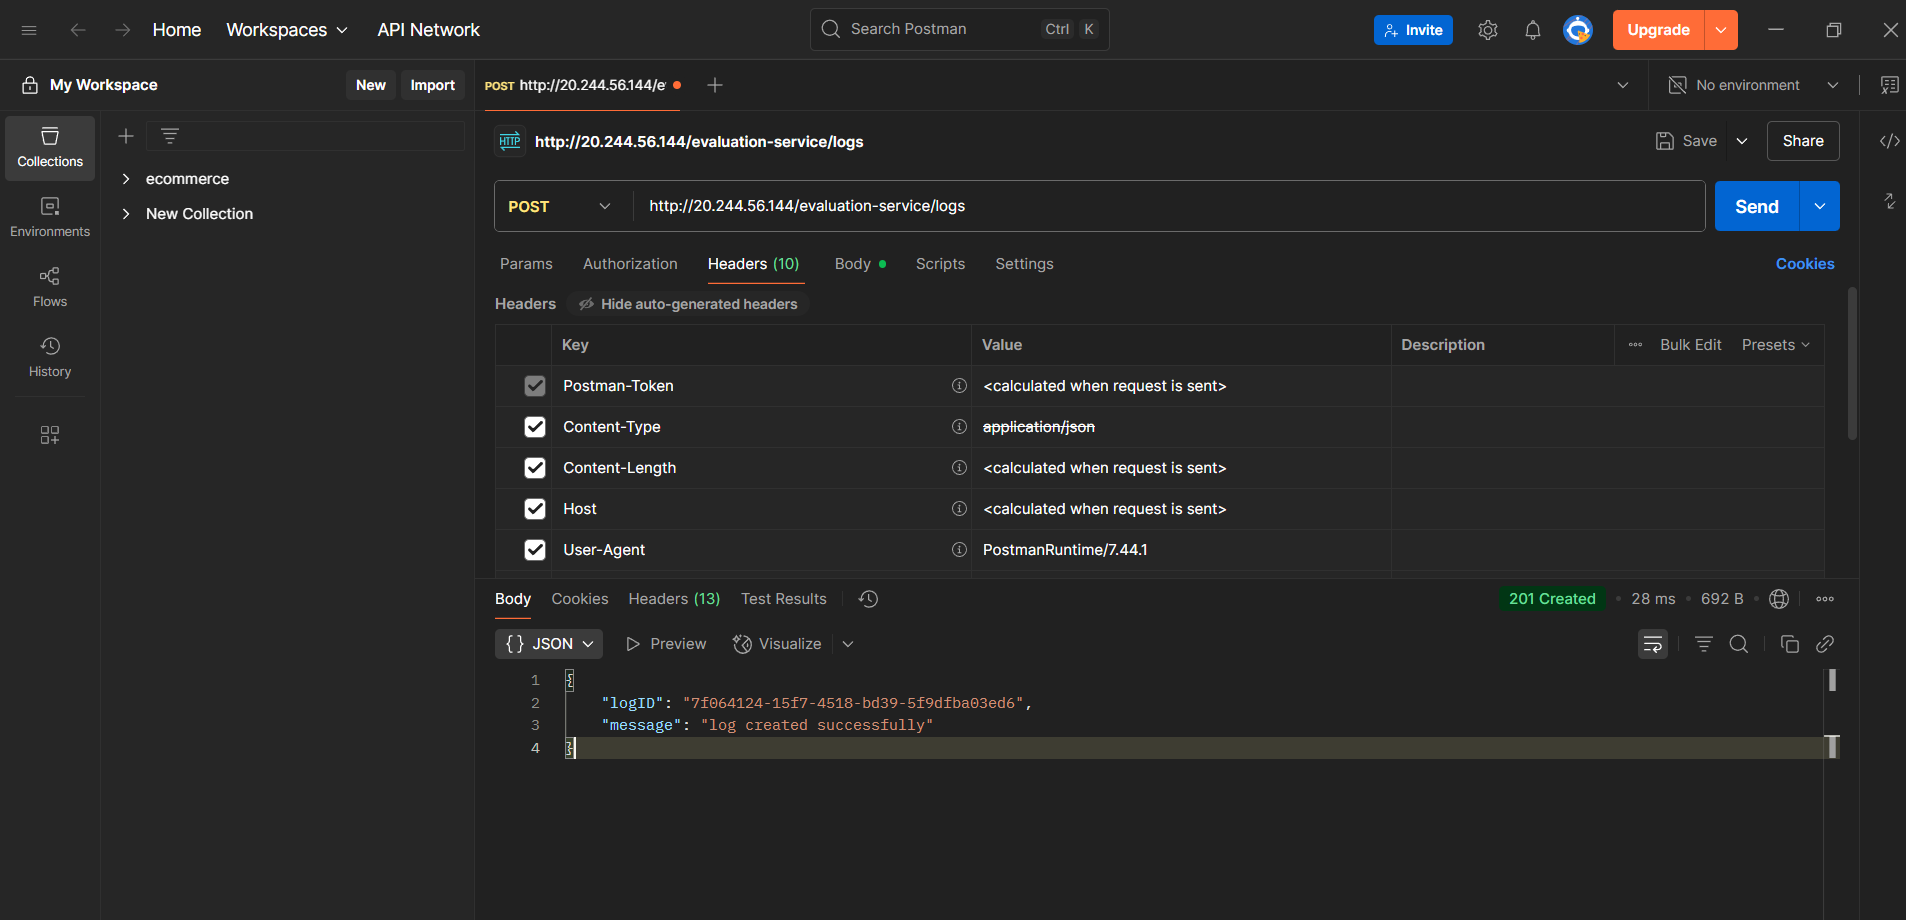 Home Workspaces API Network Search Postman Ctrl K Invite Upgrade
My Workspace New Import POST http://20.244.56.144/e No environment
Collections
Environments
Flows
History
ecommerce
New Collection
HTTP http://20.244.56.144/evaluation-service/logs Save Share
POST http://20.244.56.144/evaluation-service/logs Send
Params Authorization Headers (10) Body Scripts Settings Cookies
Headers Hide auto-generated headers
Key Value Description Bulk Edit Presets
Postman-Token <calculated when request is sent>
Content-Type application/json
Content-Length <calculated when request is sent>
Host <calculated when request is sent>
User-Agent PostmanRuntime/7.44.1
Body Cookies Headers (13) Test Results 201 Created 28 ms 692 B
{} JSON Preview Visualize
1 {
2 "logID": "7f064124-15f7-4518-bd39-5f9dfba03ed6",
3 "message": "log created successfully"
4 }